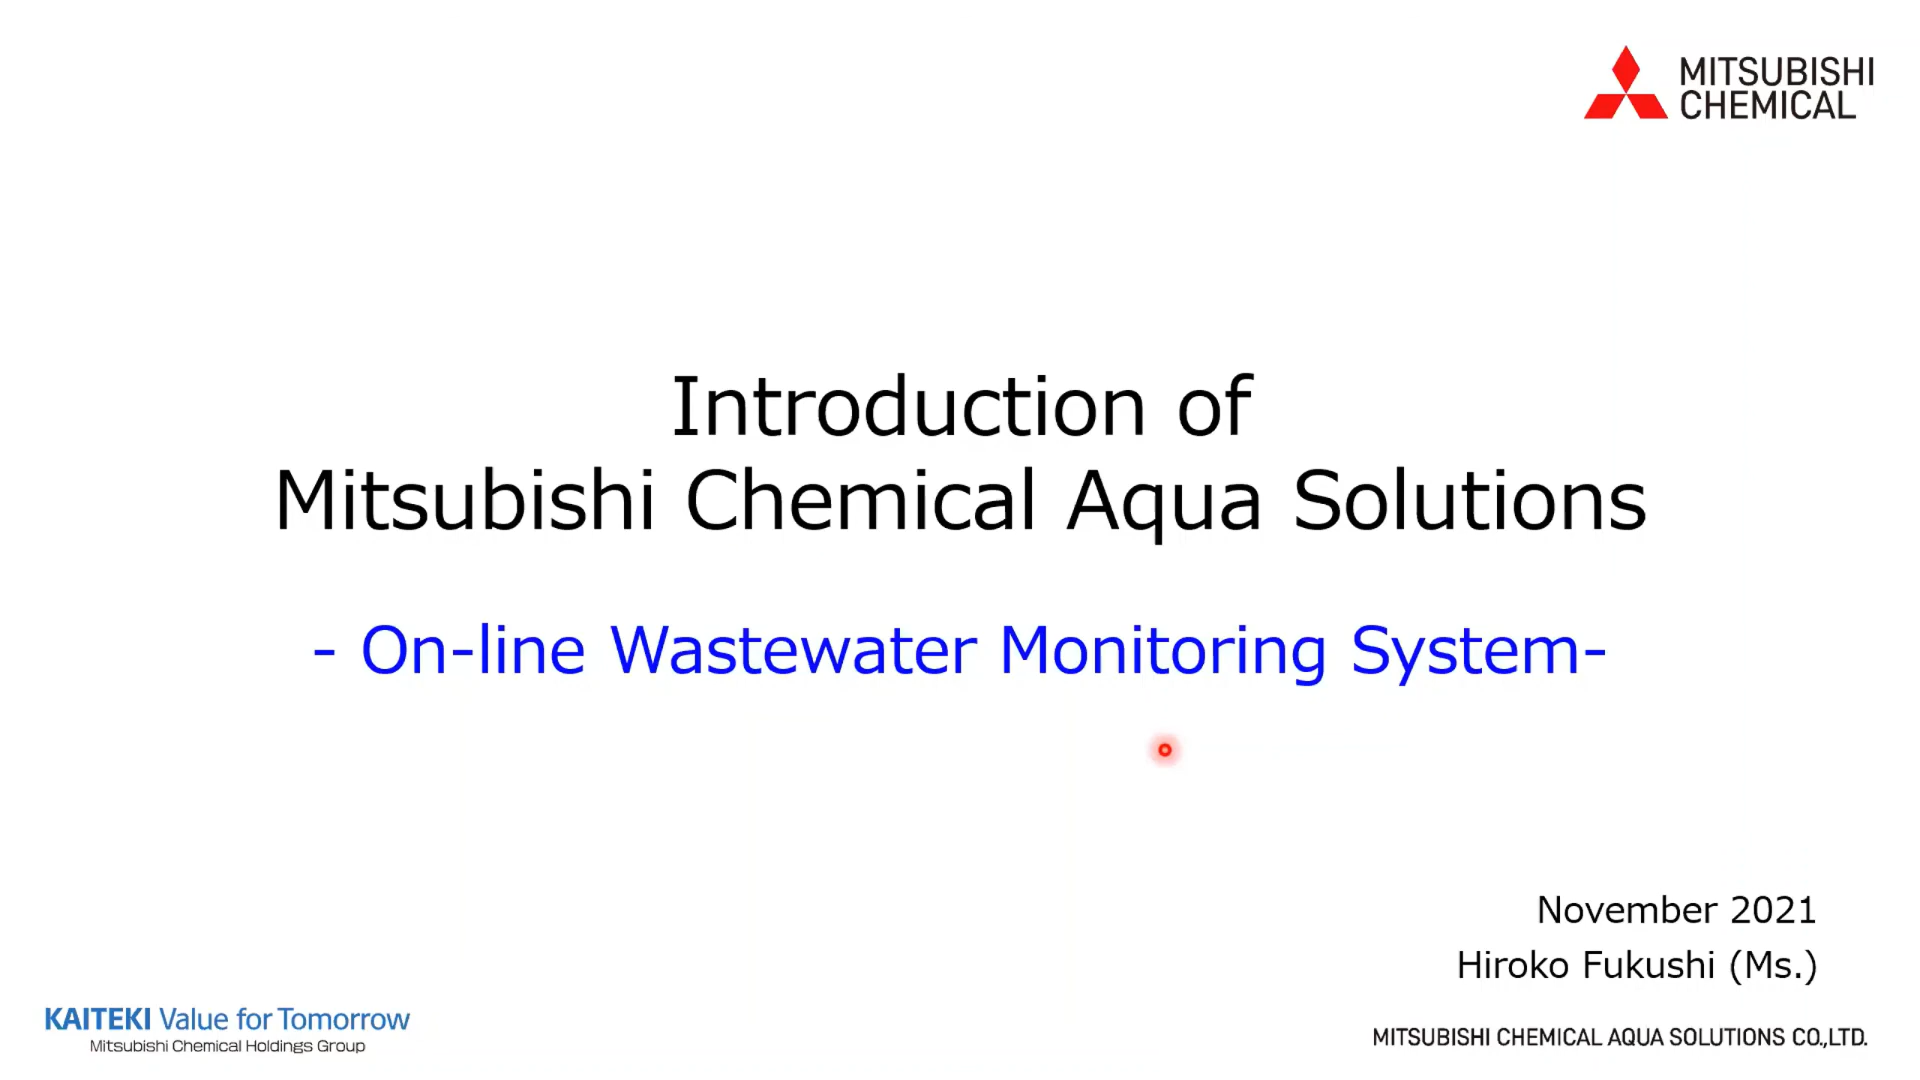 MITSUBISHI
CHEMICAL
Introduction of
Mitsubishi Chemical Aqua Solutions
- On-line Wastewater Monitoring System-
November 2021
Hiroko Fukushi (Ms.)
KAITEKI Value for Tomorrow
Mitsubishi Chemical Holdings Group
MITSUBISHI CHEMICAL AQUA SOLUTIONS CO.,LTD.